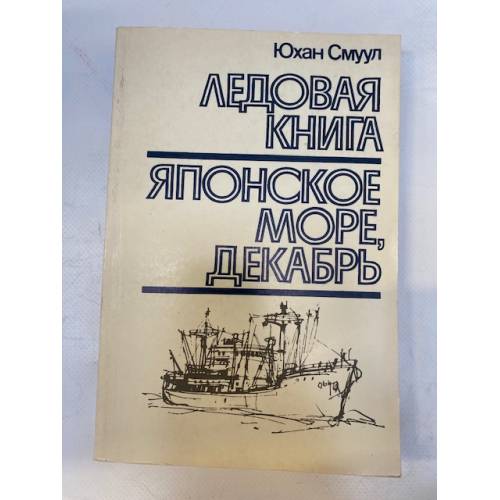 Юхан Смуул
ЛЕДОВАЯ
КНИГА
ЯПОНСКОЕ
МОРЕ,
ДЕКАБРЬ